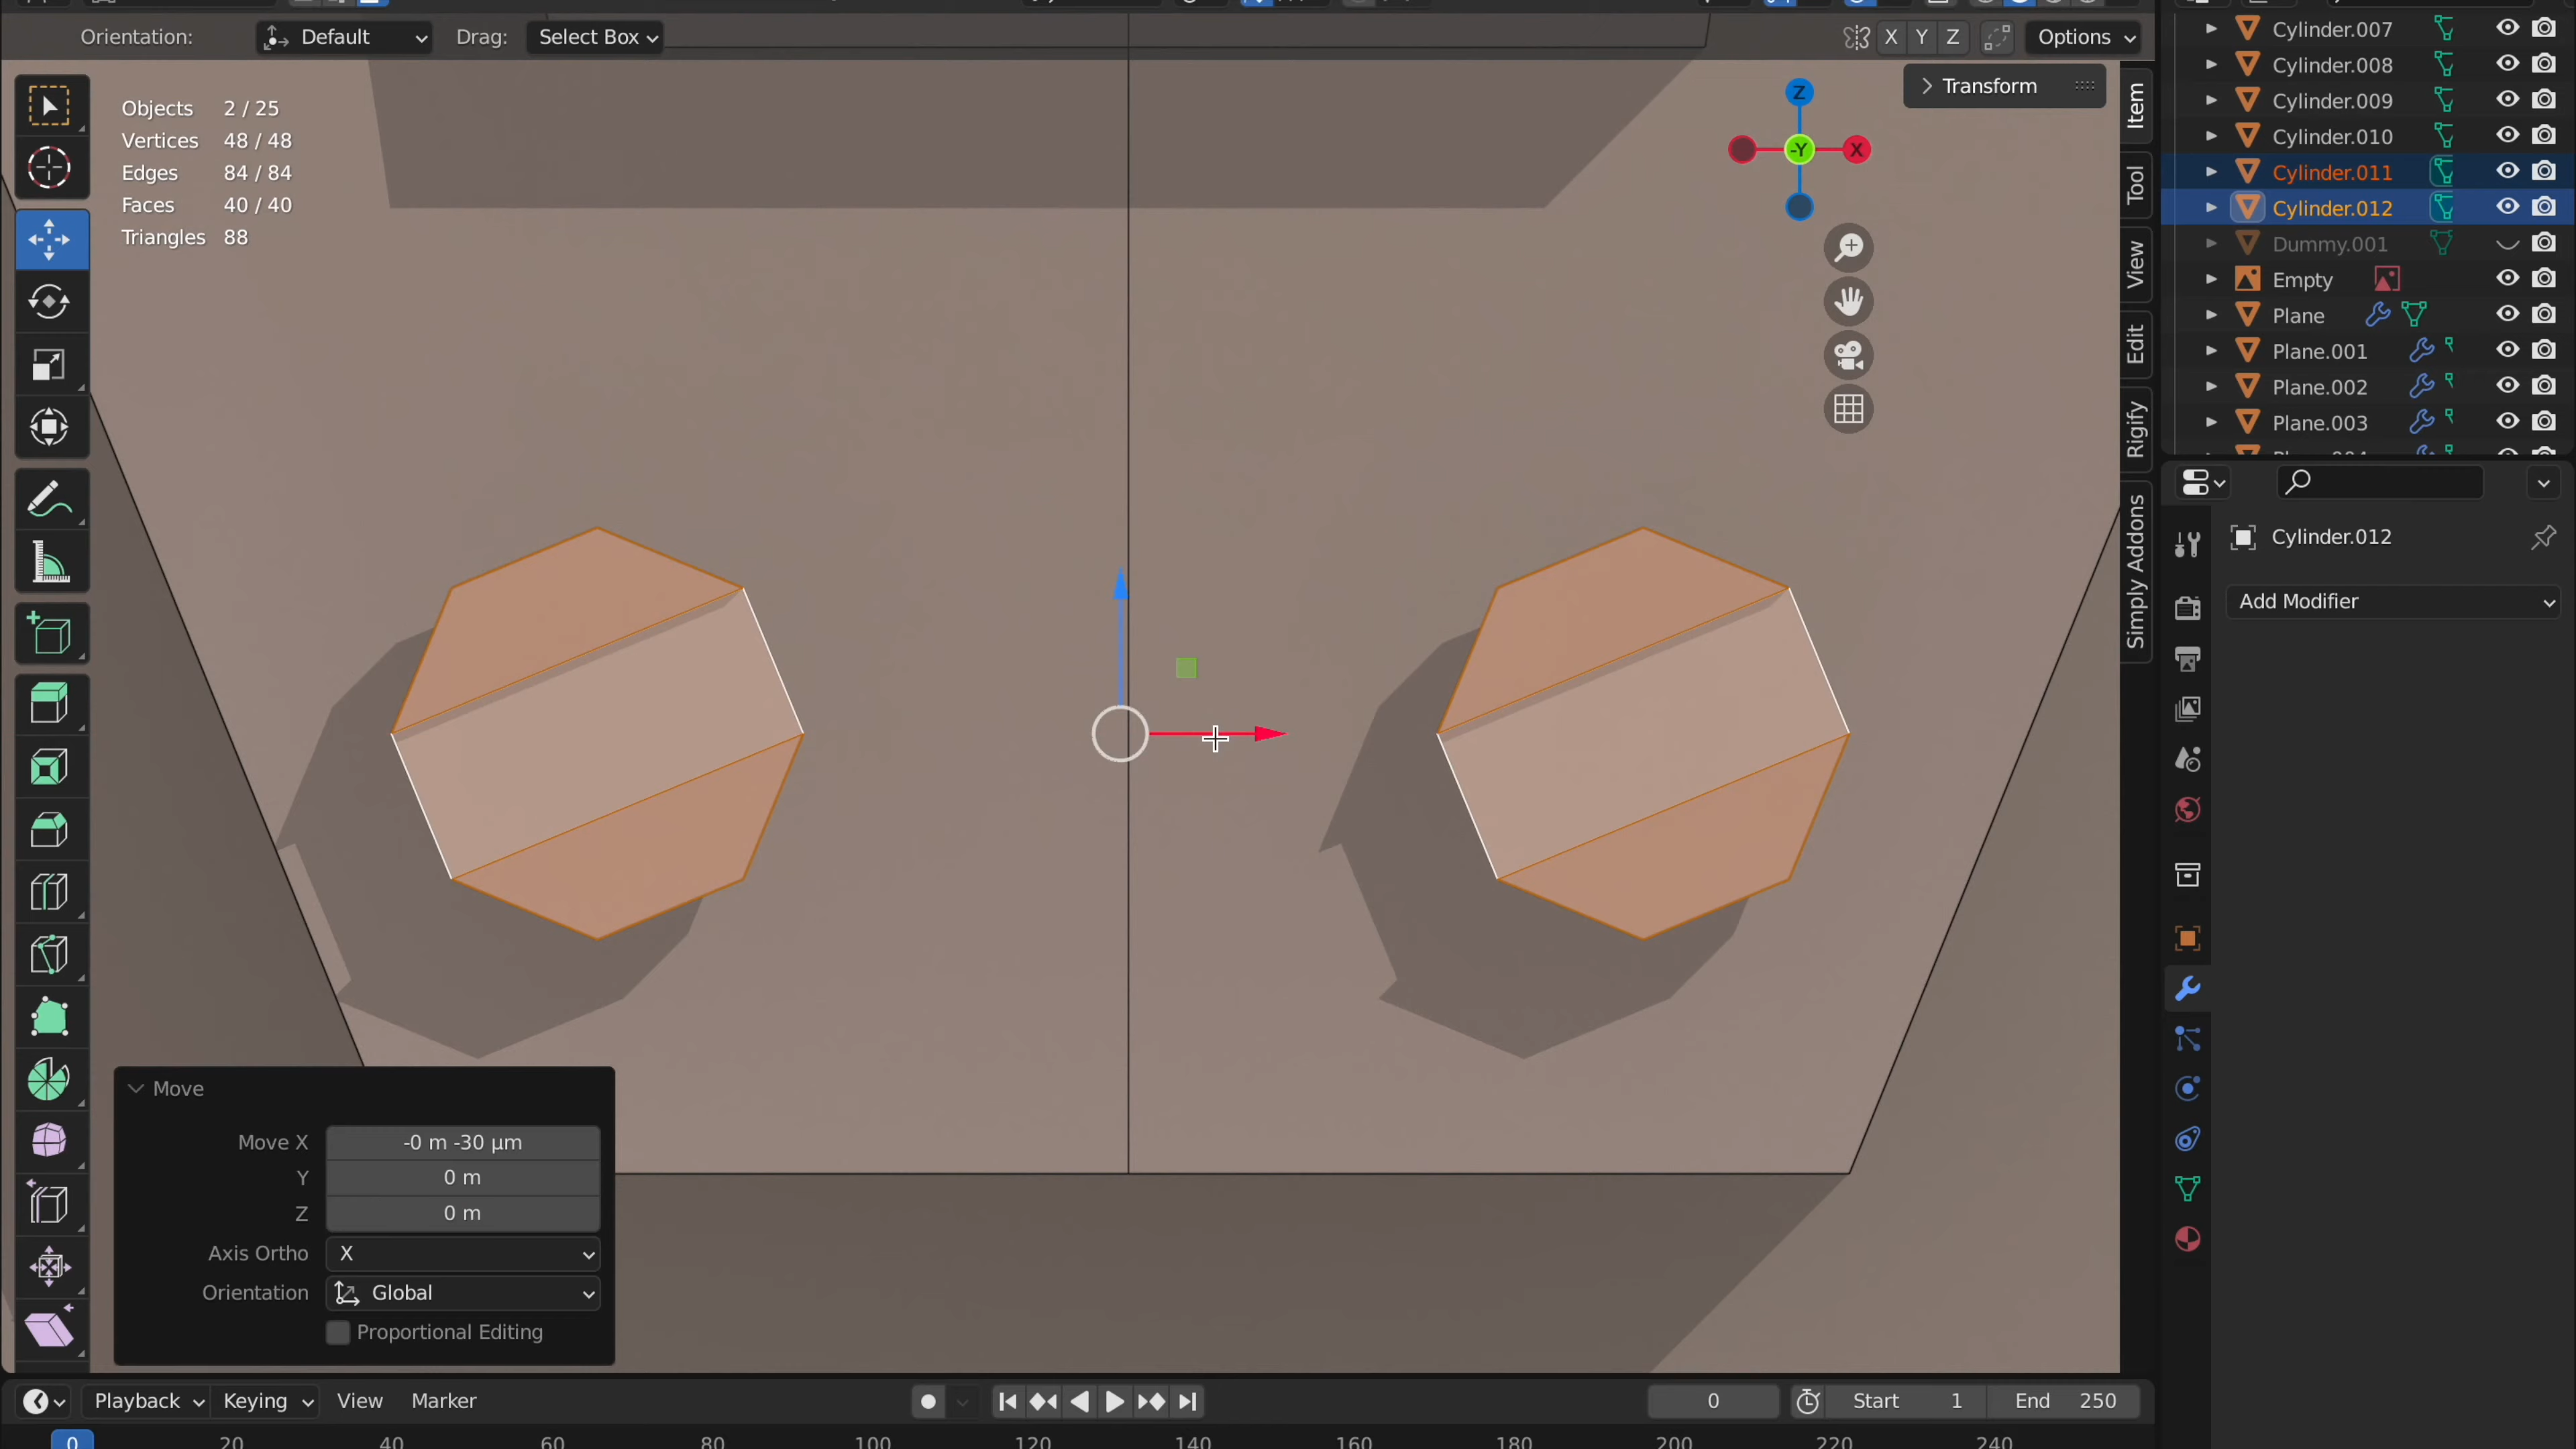 Orientation: Default Drag: Select Box
X Y Z Options
Objects 2 / 25
Vertices 48 / 48
Edges 84 / 84
Faces 40 / 40
Triangles 88
Z
-Y X
Transform
Item
Tool
View
Edit
Rigify
Simply Addons
Cylinder.007
Cylinder.008
Cylinder.009
Cylinder.010
Cylinder.011
Cylinder.012
Dummy.001
Empty
Plane
Plane.001
Plane.002
Plane.003
Cylinder.012
Add Modifier
Move
Move X -0 m -30 µm
Y 0 m
Z 0 m
Axis Ortho X
Orientation Global
Proportional Editing
Playback Keying View Marker 0 Start 1 End 250
0 20 40 60 80 100 120 140 160 180 200 220 240